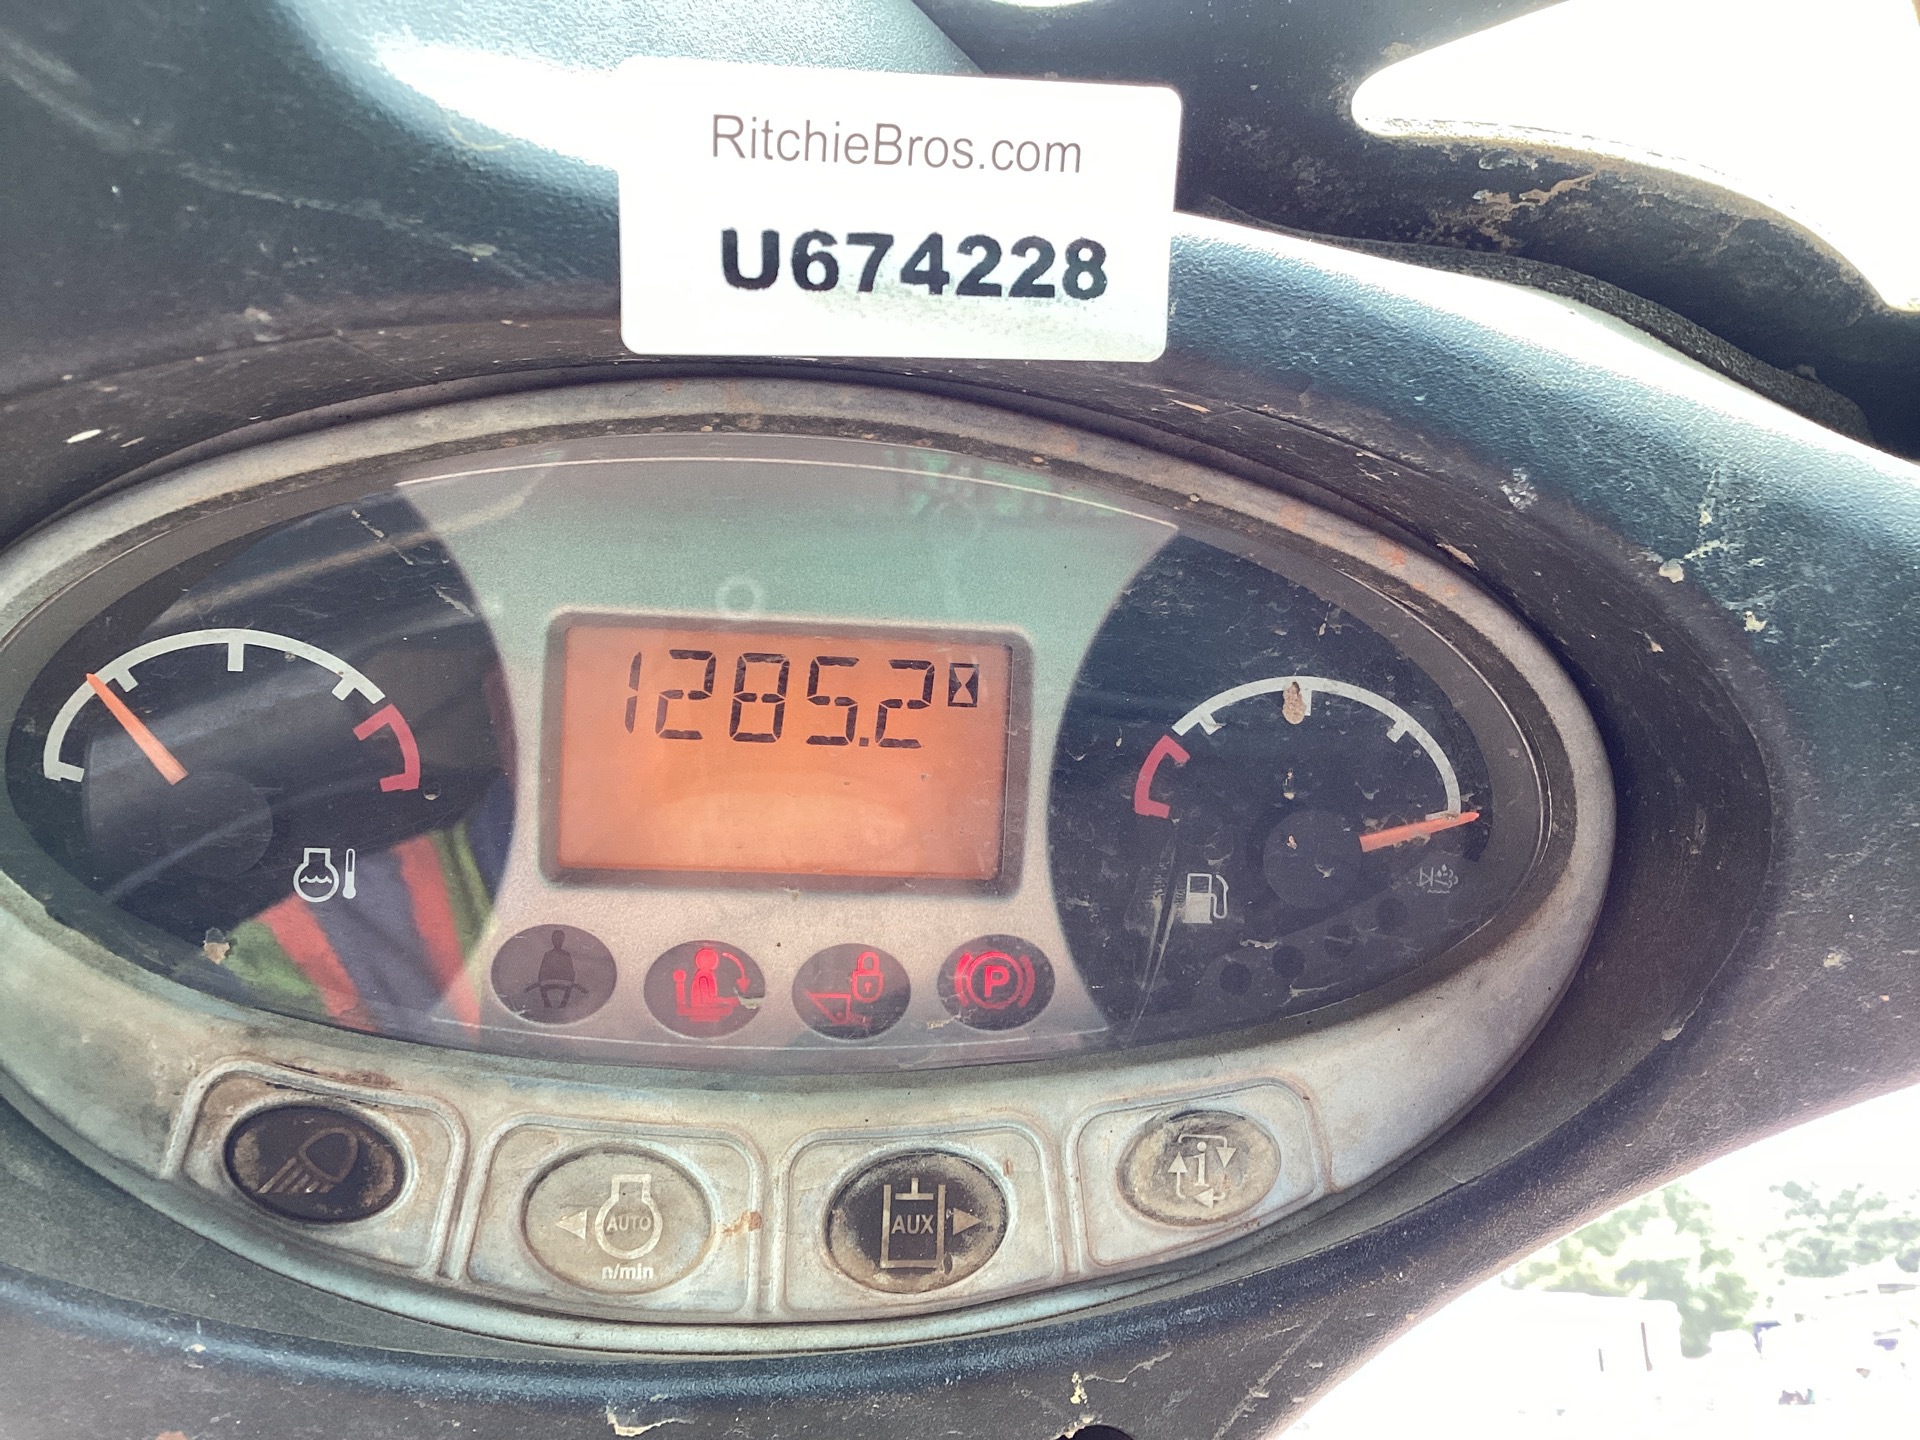 RitchieBros.com
U674228
1285.2
P
AUTO
n/min
AUX
i